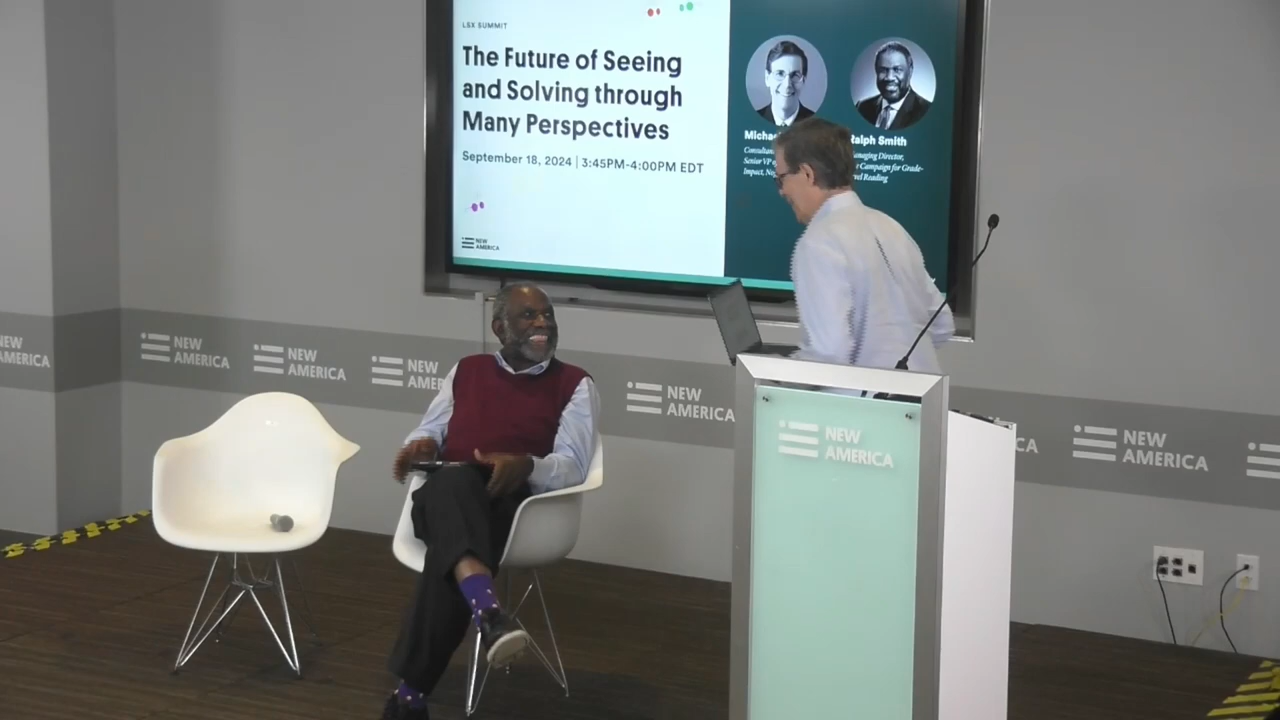 LSX SUMMIT
The Future of Seeing
and Solving through
Many Perspectives
September 18, 2024 | 3:45PM-4:00PM EDT
NEW
AMERICA
Ralph Smith
Managing Director,
Campaign for Grade-
Level Reading
Senior VP
Impact,
NEW
AMERICA
NEW
AMERICA
NEW
AMERICA
NEW
NEW
AMERICA
NEW
AMERICA
NEW
AMERICA